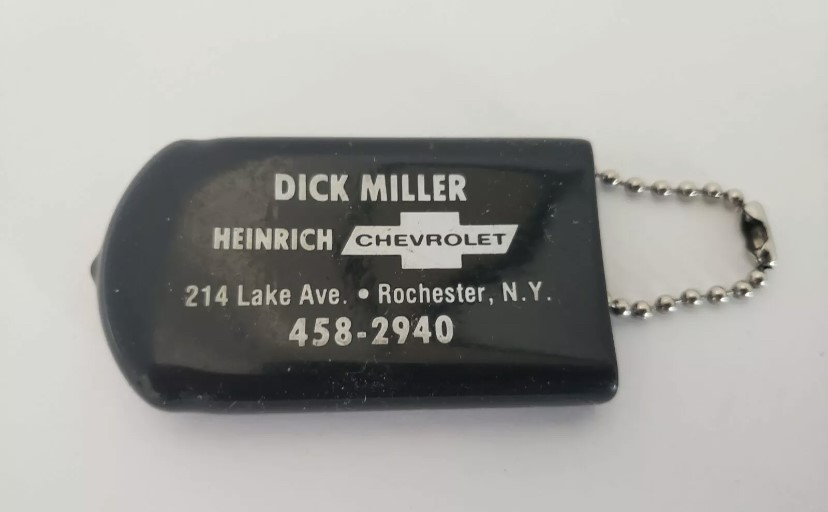 DICK MILLER
HEINRICH CHEVROLET
214 Lake Ave. • Rochester, N.Y.
458-2940